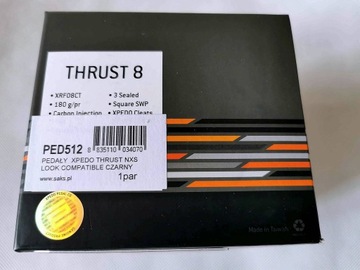 THRUST 8
• XRF08CT
• 3 Sealed
• 180 g/pr
• Square SWP
• Carbon Injection
• XPEDO Cleats
PED512
8 835110 034070
PEDAŁY XPEDO THRUST NXS
LOOK COMPATIBLE CZARNY
www.saks.pl
1par
Made in Taiwan